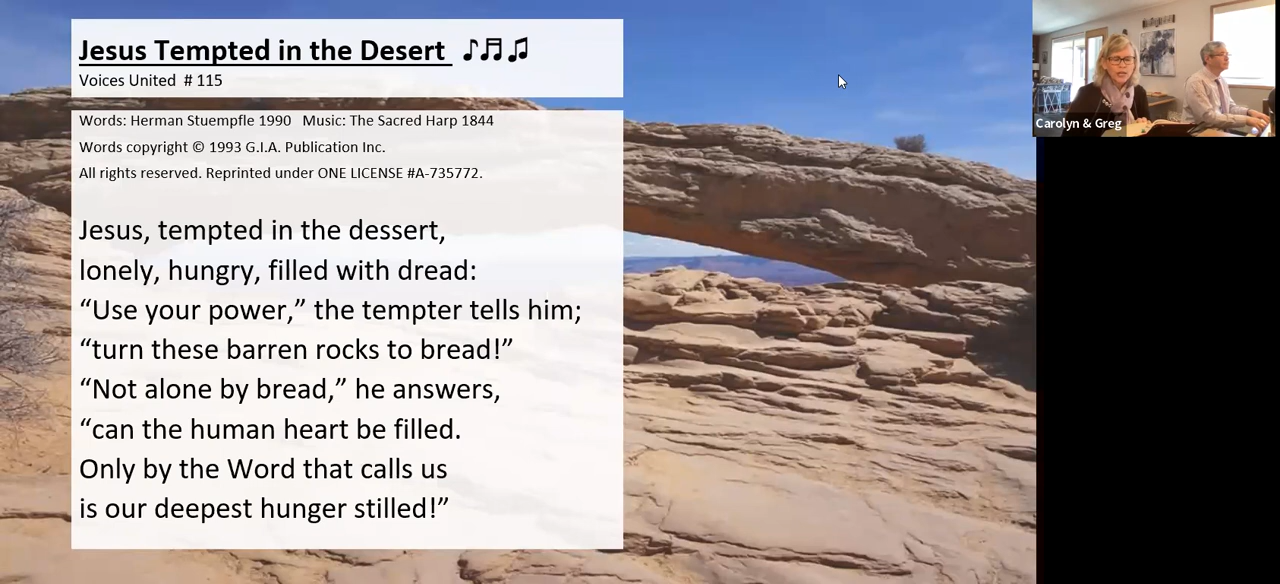 Jesus Tempted in the Desert ♪♬♫
Voices United # 115
Words: Herman Stuempfle 1990 Music: The Sacred Harp 1844
Words copyright © 1993 G.I.A. Publication Inc.
All rights reserved. Reprinted under ONE LICENSE #A-735772.
Jesus, tempted in the dessert,
lonely, hungry, filled with dread:
“Use your power,” the tempter tells him;
“turn these barren rocks to bread!”
“Not alone by bread,” he answers,
“can the human heart be filled.
Only by the Word that calls us
is our deepest hunger stilled!”
Carolyn & Greg